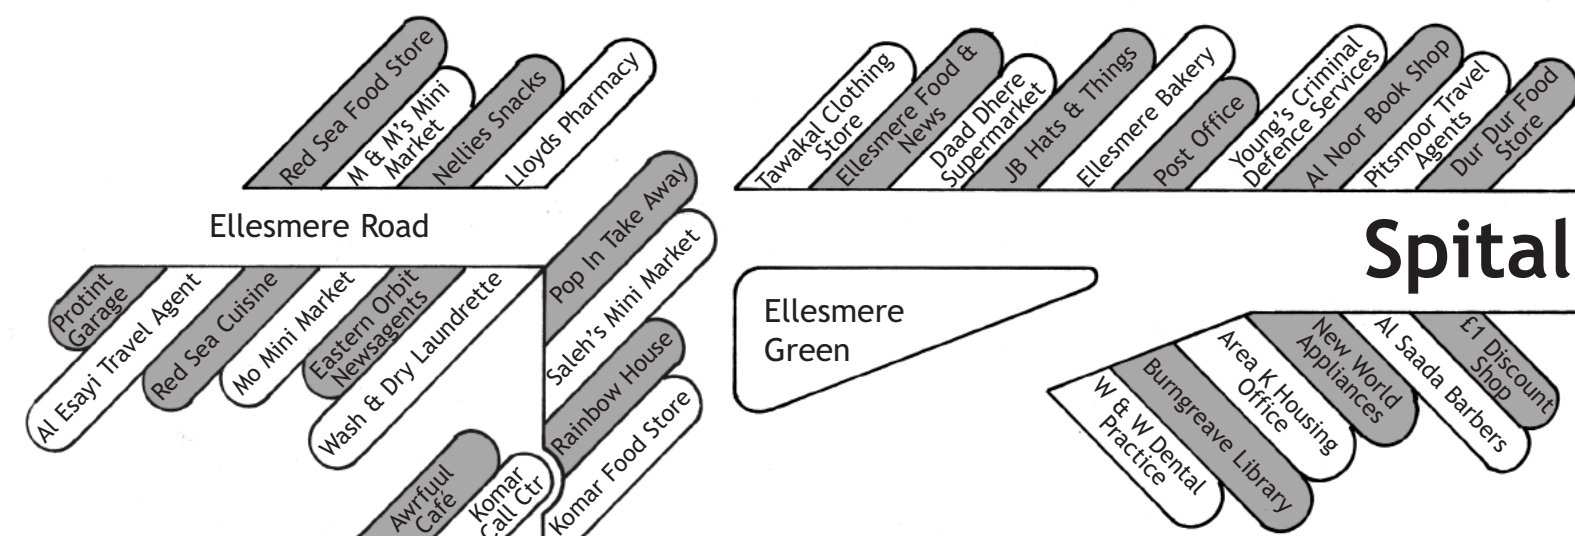 Red Sea Food Store
M & M's Mini
Market
Nellies Snacks
Lloyds Pharmacy
Tawakal Clothing
Store
Ellesmere Food &
News
Daad Dhere
Supermarket
JB Hats & Things
Ellesmere Bakery
Post Office
Young's Criminal
Defence Services
Al Noor Book Shop
Pitsmoor Travel
Agents
Dur Dur Food
Store
Ellesmere Road
Spital
Protint
Garage
Al Esayi Travel Agent
Red Sea Cuisine
Mo Mini Market
Eastern Orbit
Newsagents
Wash & Dry Laundrette
Pop In Take Away
Saleh's Mini Market
Rainbow House
Komar Food Store
Awrfuul
Café
Komar
Call Ctr
Ellesmere
Green
W & W Dental
Practice
Burngreave Library
Area K Housing
Office
New World
Appliances
Al Saada Barbers
£1 Discount
Shop